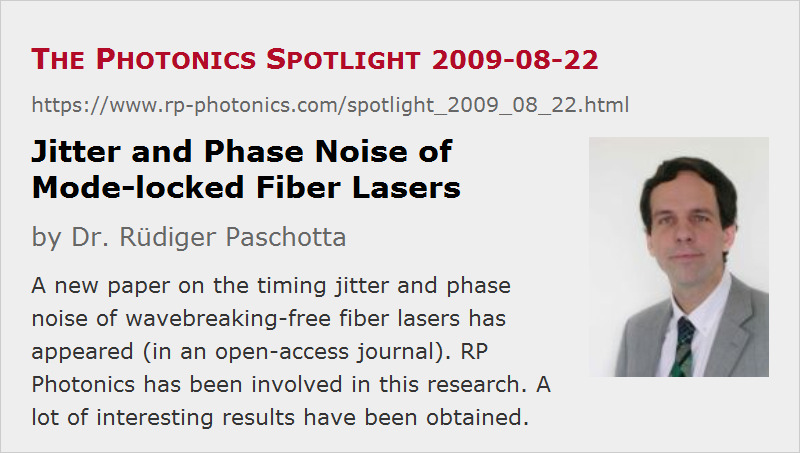 The Photonics Spotlight 2009-08-22
https://www.rp-photonics.com/spotlight_2009_08_22.html
Jitter and Phase Noise of
Mode-locked Fiber Lasers
by Dr. Rüdiger Paschotta
A new paper on the timing jitter and phase
noise of wavebreaking-free fiber lasers has
appeared (in an open-access journal). RP
Photonics has been involved in this research. A
lot of interesting results have been obtained.